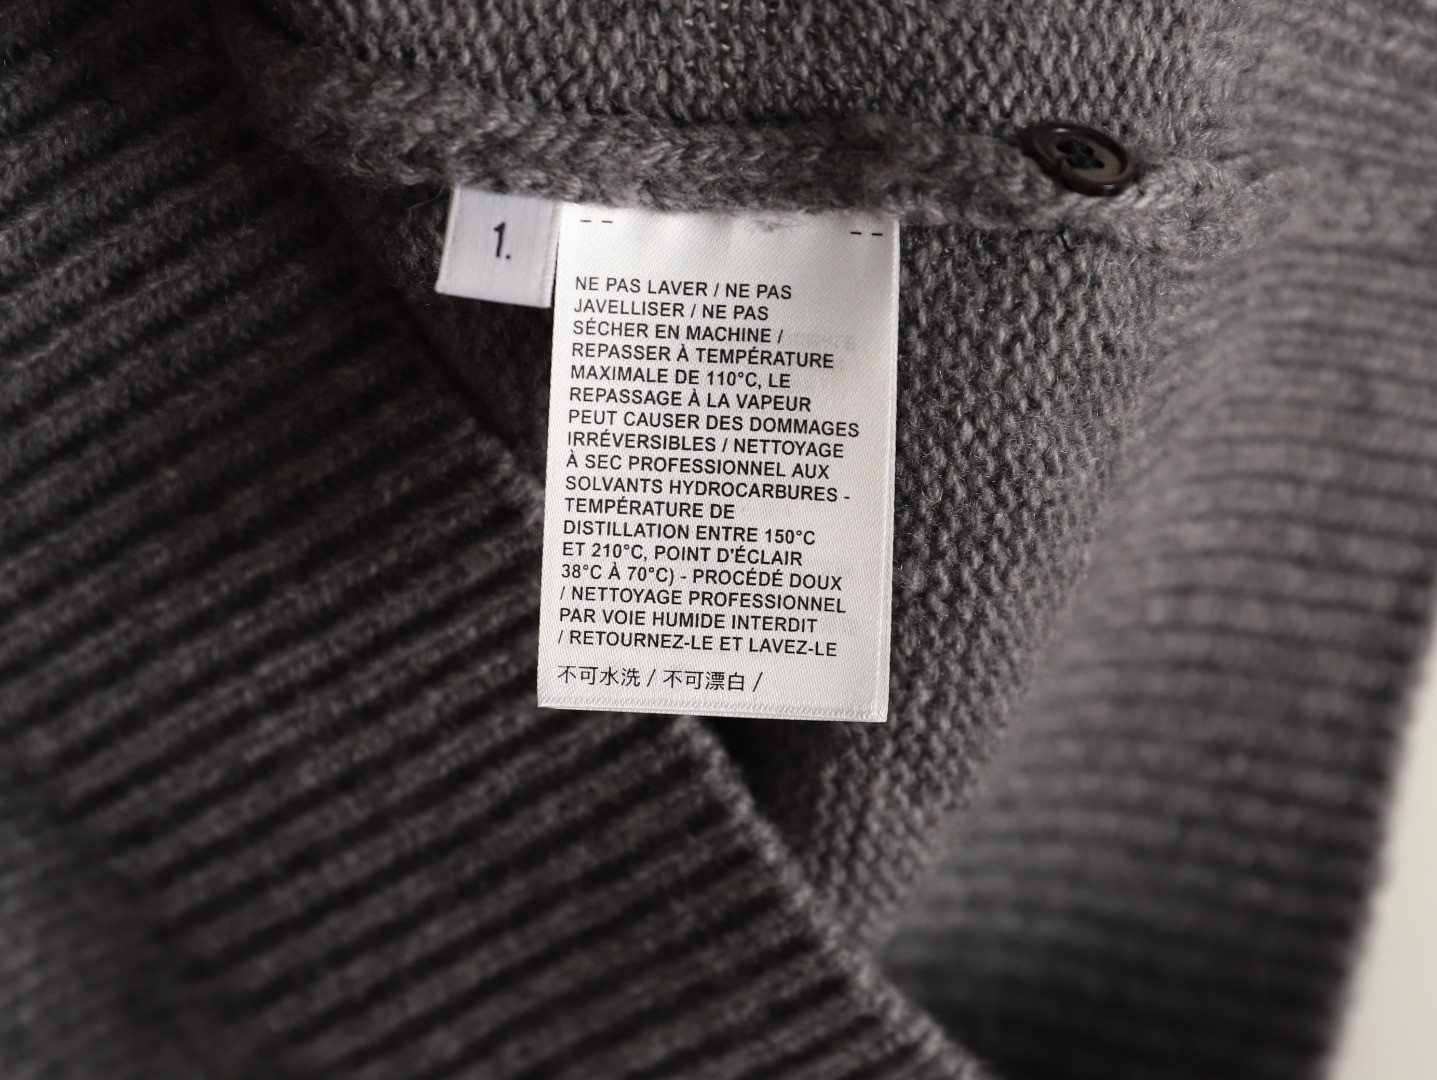 1.
-- --
NE PAS LAVER / NE PAS
JAVELLISER / NE PAS
SÉCHER EN MACHINE /
REPASSER À TEMPÉRATURE
MAXIMALE DE 110°C, LE
REPASSAGE À LA VAPEUR
PEUT CAUSER DES DOMMAGES
IRRÉVERSIBLES / NETTOYAGE
À SEC PROFESSIONNEL AUX
SOLVANTS HYDROCARBURES -
TEMPÉRATURE DE
DISTILLATION ENTRE 150°C
ET 210°C, POINT D'ÉCLAIR
38°C À 70°C) - PROCÉDÉ DOUX
/ NETTOYAGE PROFESSIONNEL
PAR VOIE HUMIDE INTERDIT
/ RETOURNEZ-LE ET LAVEZ-LE
不可水洗 / 不可漂白 /